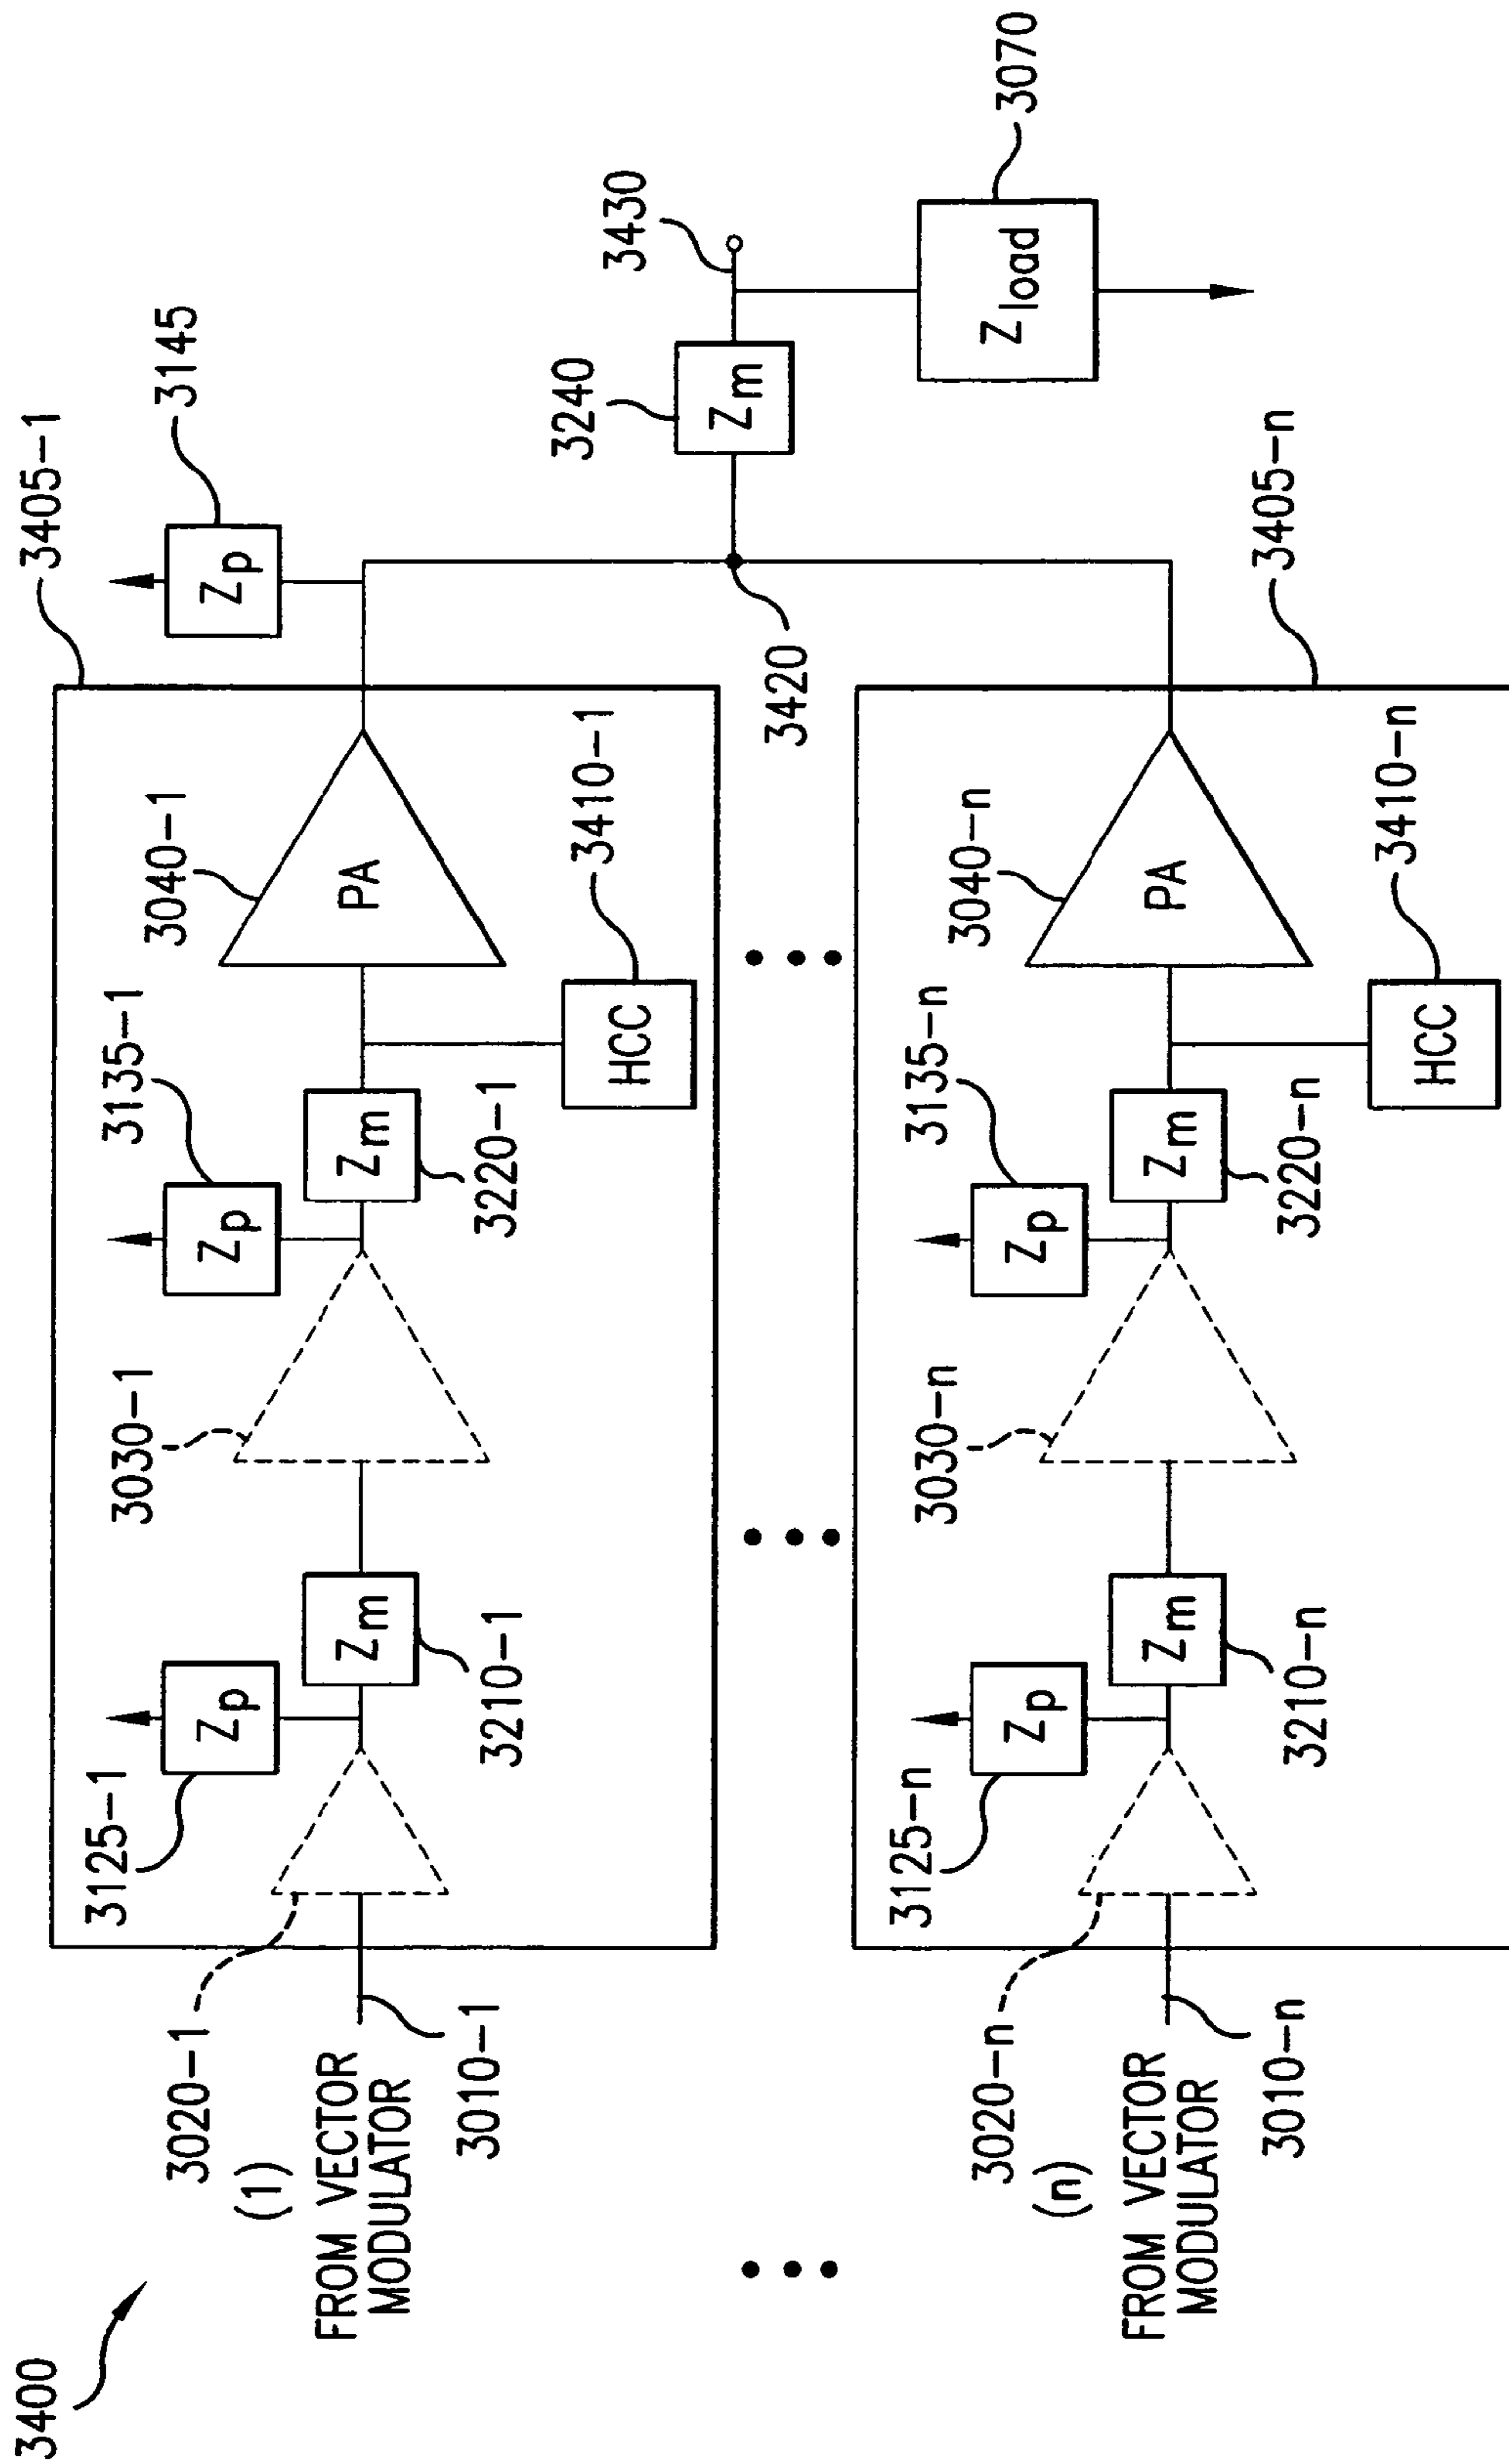 3400
3405-1
3145
3020-1
3125-1
3030-1
3135-1
3040-1
(1)
FROM VECTOR
MODULATOR
3010-1
Zp
Zm
3210-1
Zp
Zm
3220-1
PA
HCC
3410-1
Zp
3420
3240
Zm
3430
Zload
3070
3405-n
3020-n
3125-n
3030-n
3135-n
3040-n
(n)
FROM VECTOR
MODULATOR
3010-n
Zp
Zm
3210-n
Zp
Zm
3220-n
PA
HCC
3410-n